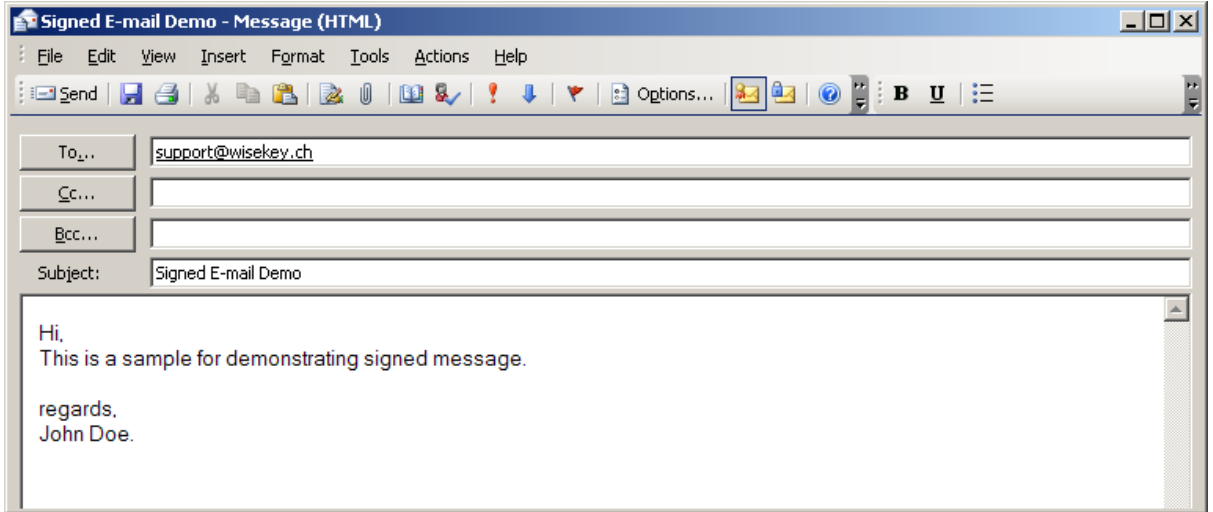 Signed E-mail Demo - Message (HTML)
File Edit View Insert Format Tools Actions Help
Send Options... B U
To... support@wisekey.ch
Cc...
Bcc...
Subject: Signed E-mail Demo
Hi,
This is a sample for demonstrating signed message.
regards,
John Doe.